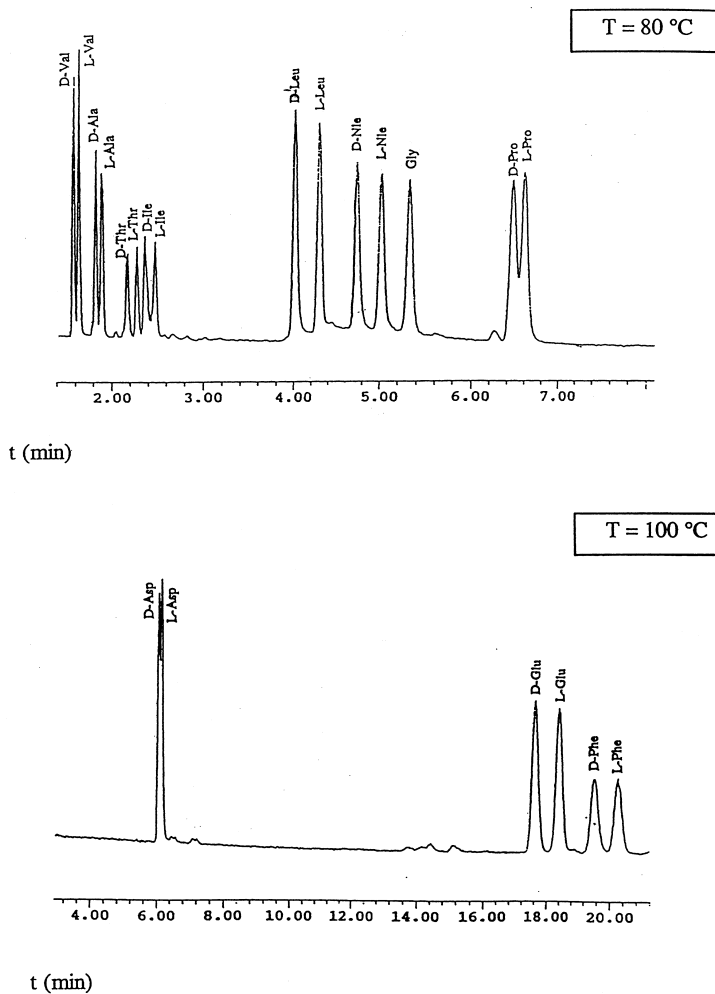 T = 80 °C
D-Val
L-Val
D-Ala
L-Ala
D-Thr
L-Thr
D-Ile
L-Ile
D-Leu
L-Leu
D-Nle
L-Nle
Gly
D-Pro
L-Pro
2.00 3.00 4.00 5.00 6.00 7.00
t (min)
T = 100 °C
D-Asp
L-Asp
D-Glu
L-Glu
D-Phe
L-Phe
4.00 6.00 8.00 10.00 12.00 14.00 16.00 18.00 20.00
t (min)